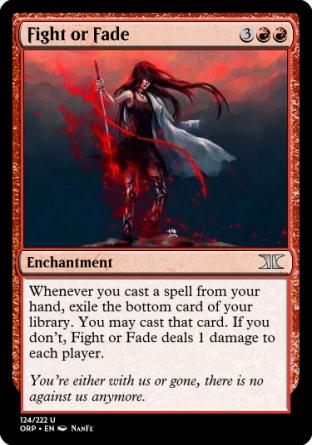 Fight or Fade
3
Enchantment
Whenever you cast a spell from your
hand, exile the bottom card of your
library. You may cast that card. If you
don't, Fight or Fade deals 1 damage to
each player.
You're either with us or gone, there is no
against us anymore.
124/222 U
ORP • EN NanFe